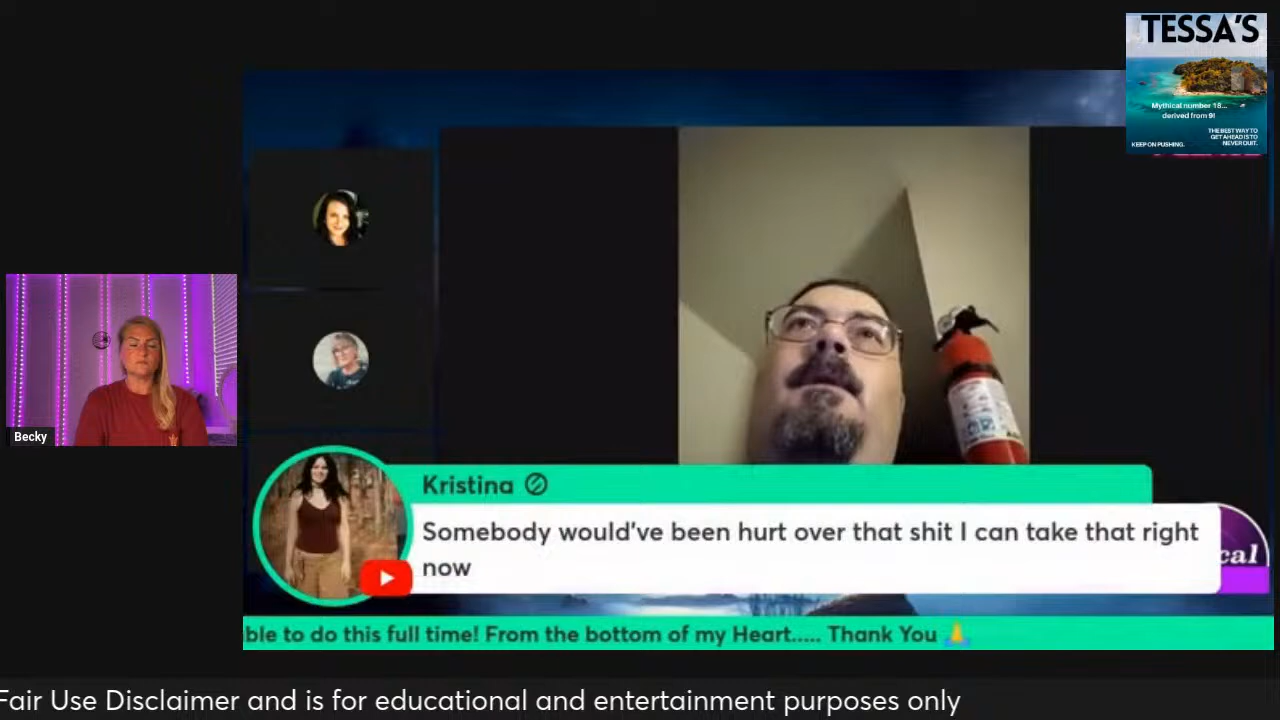 TESSA'S
Mythical number 18...
derived from 9!
THE BEST WAY TO
GET AHEAD IS TO
NEVER QUIT.
KEEP ON PUSHING.
Becky
Kristina
Somebody would've been hurt over that shit I can take that right
now
cal
ble to do this full time! From the bottom of my Heart..... Thank You 🙏
Fair Use Disclaimer and is for educational and entertainment purposes only